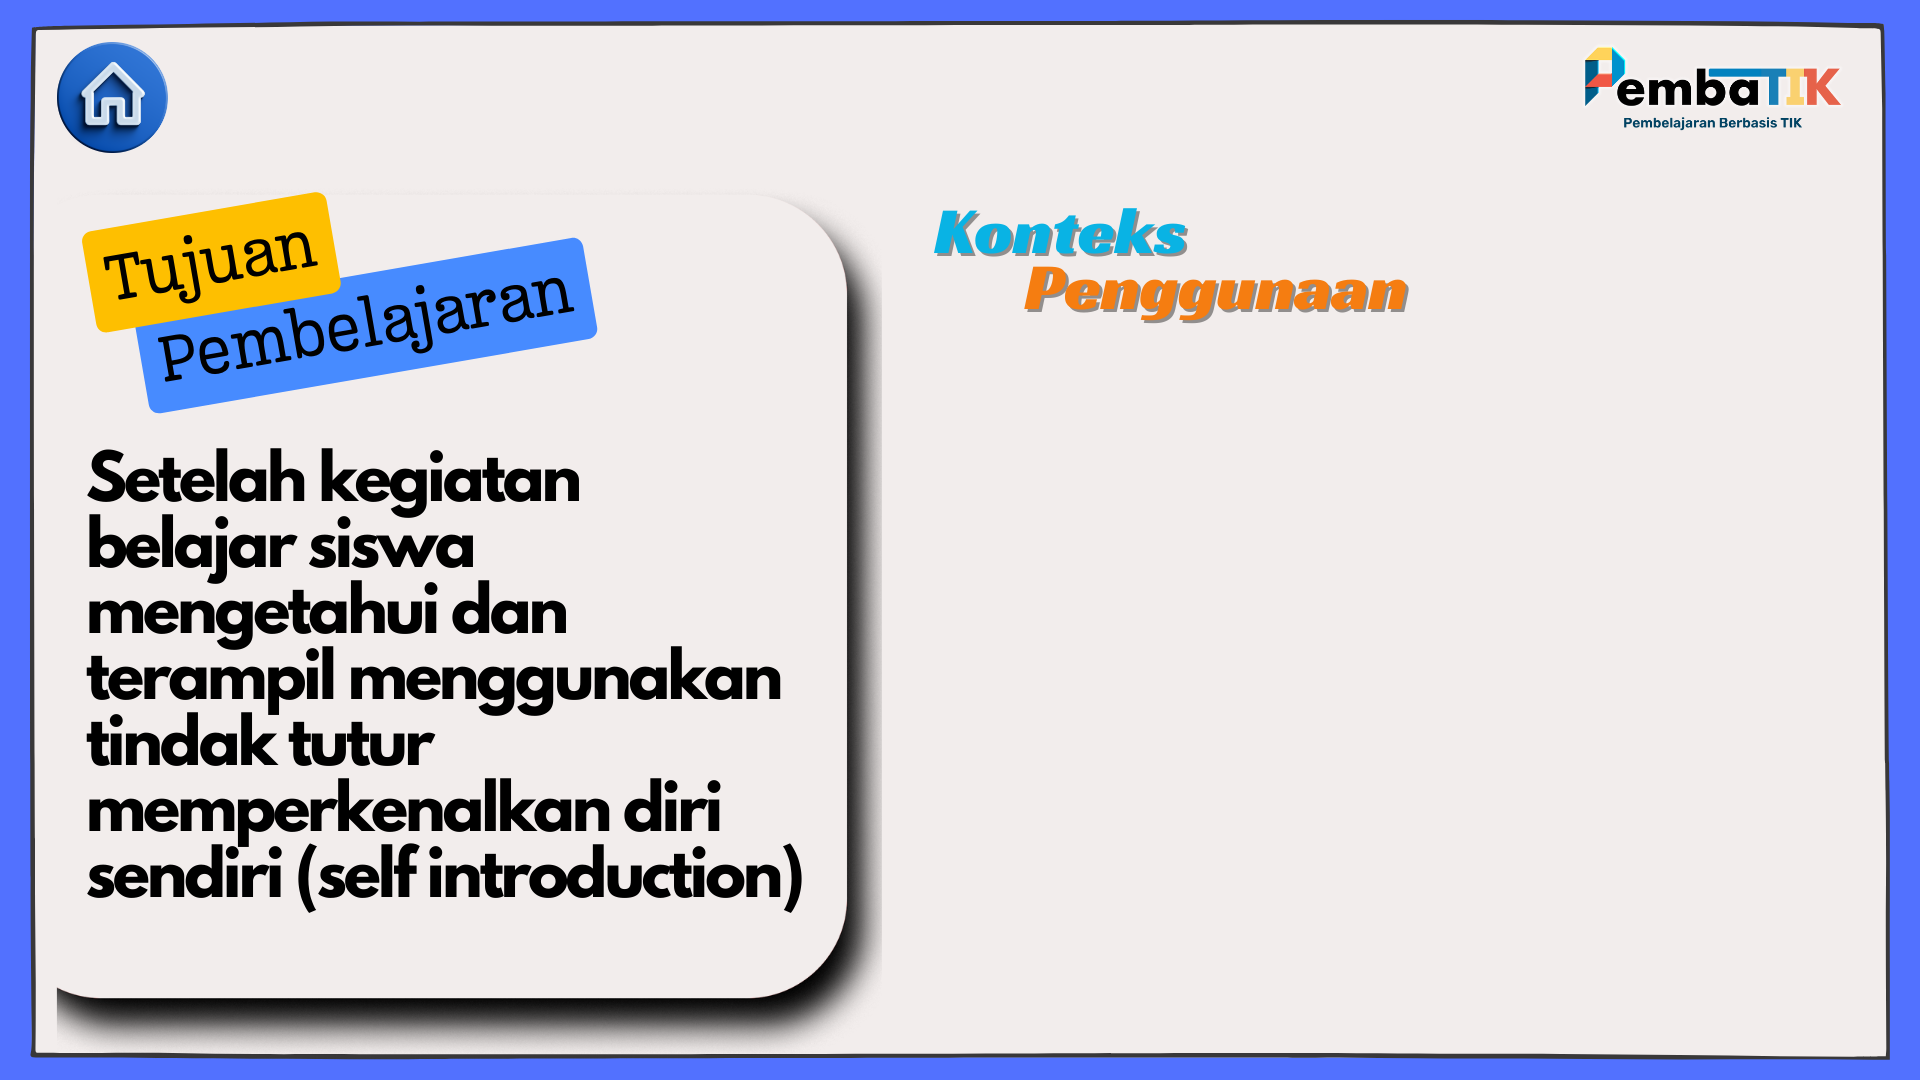 PembaTIK
Pembelajaran Berbasis TIK
Tujuan
Pembelajaran
Setelah kegiatan
belajar siswa
mengetahui dan
terampil menggunakan
tindak tutur
memperkenalkan diri
sendiri (self introduction)
Konteks
Penggunaan